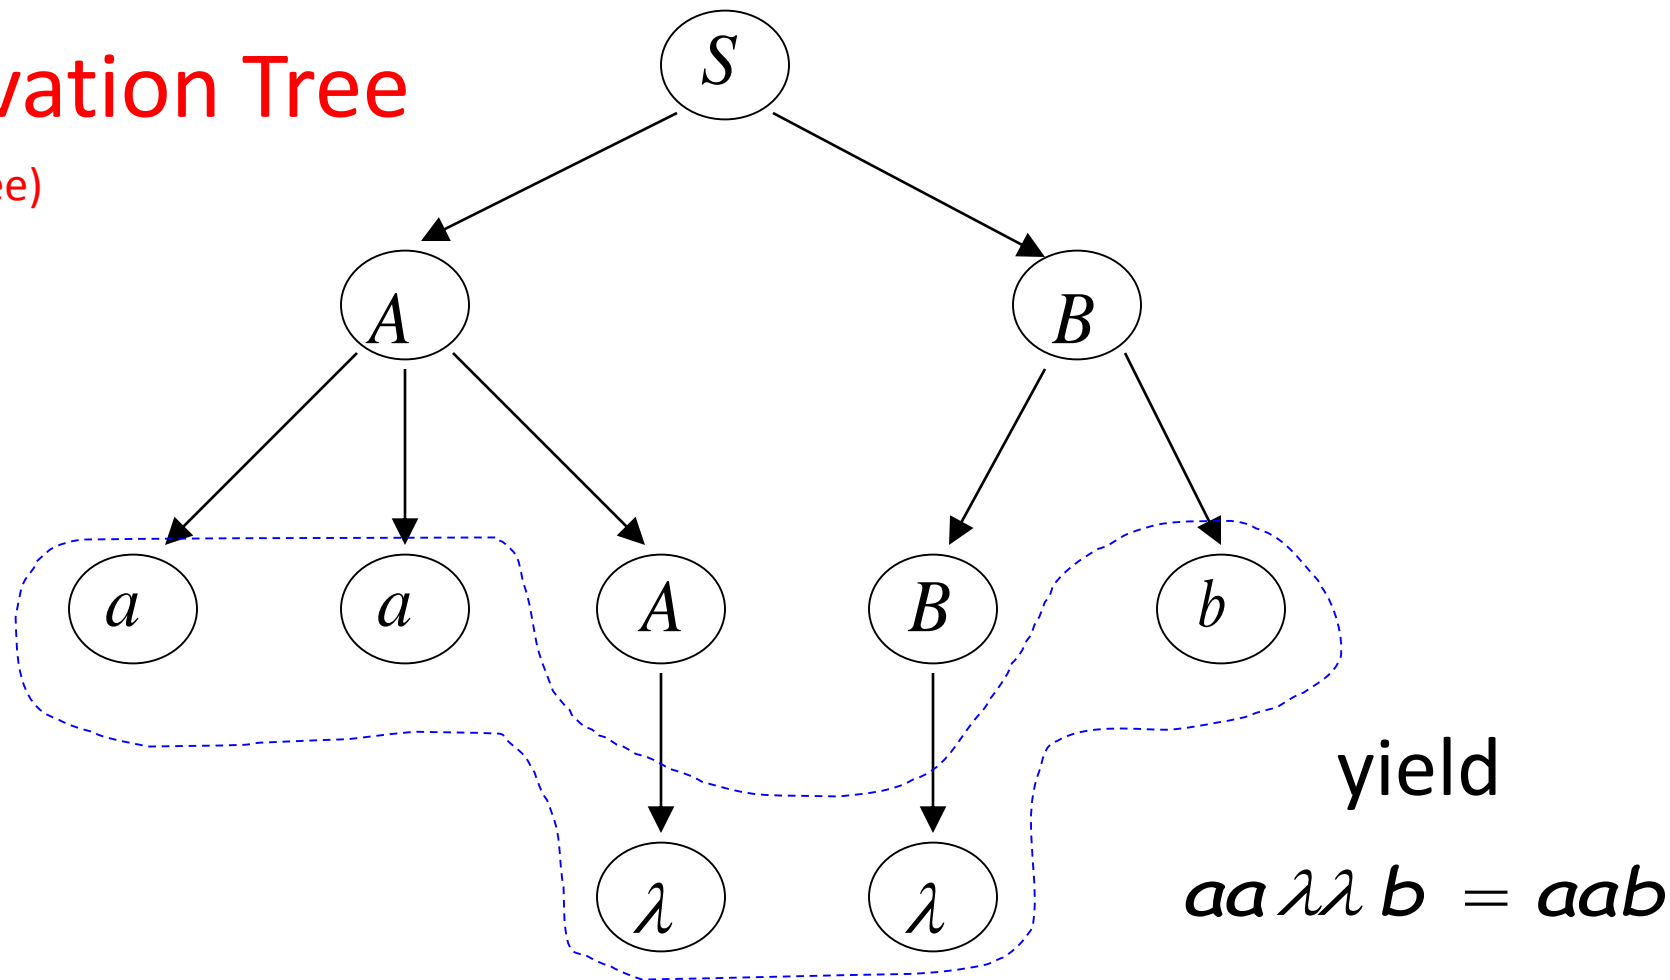 vation Tree
S
ee)
A B
a a A B b
yield
λ λ
aaλλb = aab